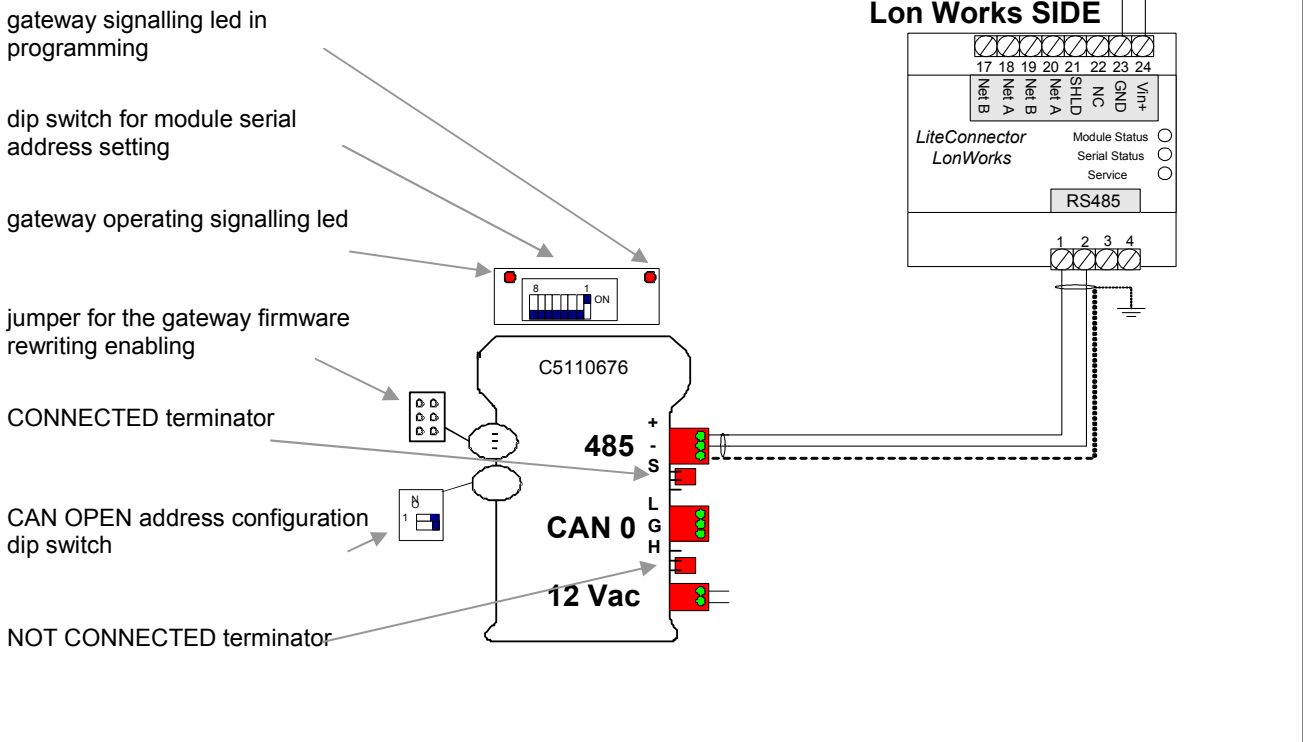 gateway signalling led in
programming
dip switch for module serial
address setting
gateway operating signalling led
jumper for the gateway firmware
rewriting enabling
CONNECTED terminator
CAN OPEN address configuration
dip switch
NOT CONNECTED terminator
8 1
ON
C5110676
+
485 -
S
L
CAN 0 G
H
12 Vac
NO
1
Lon Works SIDE
17 18 19 20 21 22 23 24
Net B
Net A
Net B
Net A
SHLD
NC
GND
Vin+
LiteConnector
LonWorks
Module Status
Serial Status
Service
RS485
1 2 3 4